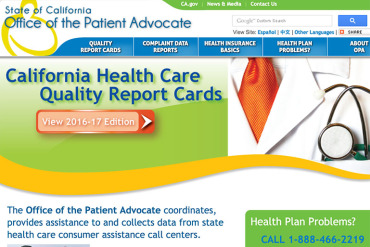 State of California
Office of the Patient Advocate
CA.gov | News & Media | Contact Us
Google™ Custom Search
View Site: Español | 中文 | Other Languages | SHARE
QUALITY REPORT CARDS
COMPLAINT DATA REPORTS
HEALTH INSURANCE BASICS
HEALTH PLAN PROBLEMS?
ABOUT OPA
California Health Care
Quality Report Cards
View 2016-17 Edition
The Office of the Patient Advocate coordinates,
provides assistance to and collects data from state
health care consumer assistance call centers.
Health Plan Problems?
CALL 1-888-466-2219